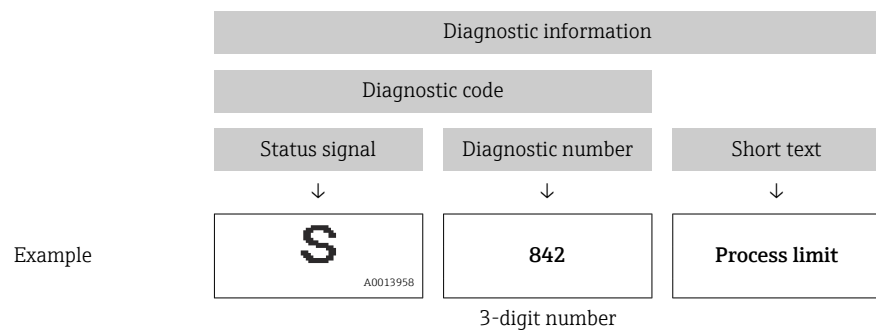 Diagnostic information
Diagnostic code
Status signal Diagnostic number Short text
↓ ↓ ↓
Example S 842 Process limit
A0013958
3-digit number